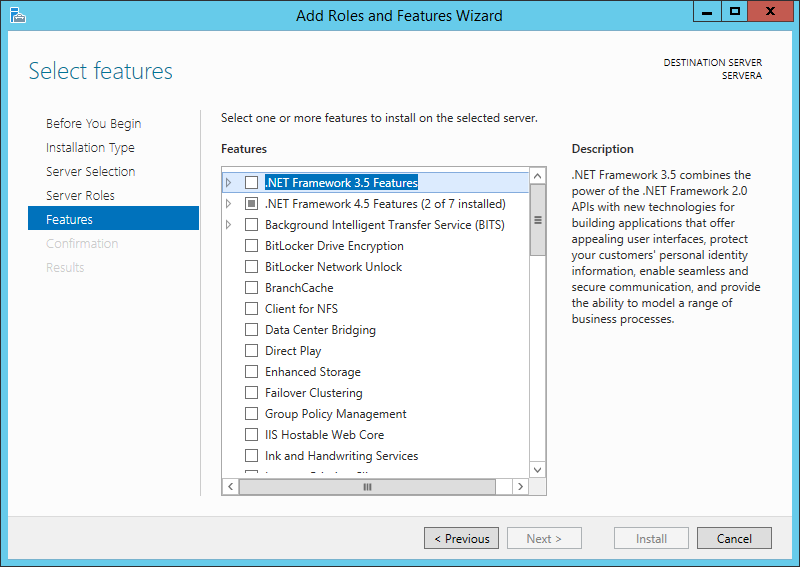 Add Roles and Features Wizard
Select features
DESTINATION SERVER
SERVERA
Before You Begin
Installation Type
Server Selection
Server Roles
Features
Confirmation
Results
Select one or more features to install on the selected server.
Features
.NET Framework 3.5 Features
.NET Framework 4.5 Features (2 of 7 installed)
Background Intelligent Transfer Service (BITS)
BitLocker Drive Encryption
BitLocker Network Unlock
BranchCache
Client for NFS
Data Center Bridging
Direct Play
Enhanced Storage
Failover Clustering
Group Policy Management
IIS Hostable Web Core
Ink and Handwriting Services
Description
.NET Framework 3.5 combines the
power of the .NET Framework 2.0
APIs with new technologies for
building applications that offer
appealing user interfaces, protect
your customers' personal identity
information, enable seamless and
secure communication, and provide
the ability to model a range of
business processes.
< Previous
Next >
Install
Cancel